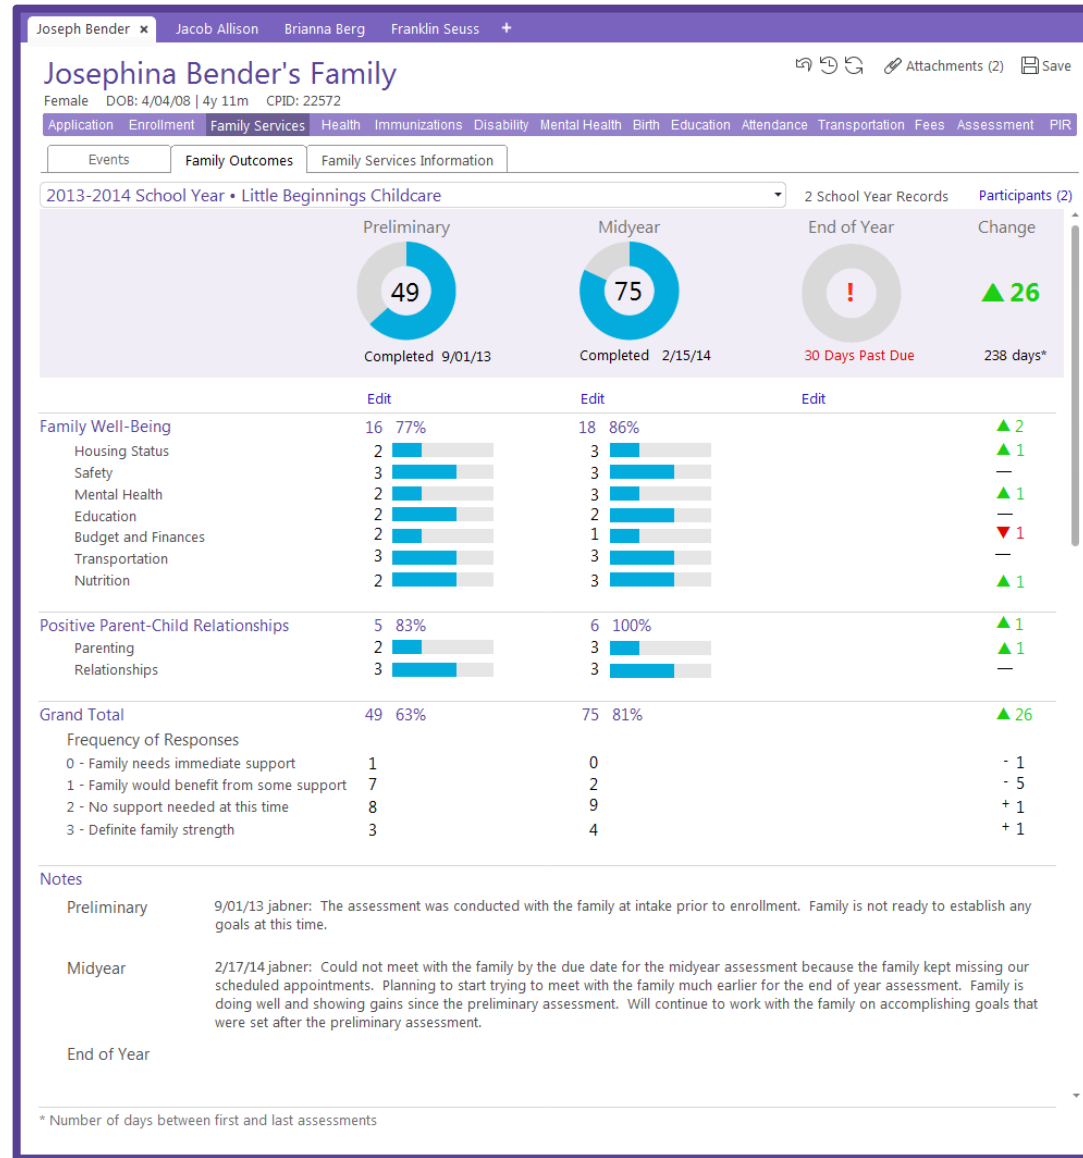 Joseph Bender × Jacob Allison Brianna Berg Franklin Seuss +
Josephina Bender's Family
Attachments (2) Save
Female DOB: 4/04/08 | 4y 11m CPID: 22572
Application Enrollment Family Services Health Immunizations Disability Mental Health Birth Education Attendance Transportation Fees Assessment PIR
Events Family Outcomes Family Services Information
2013-2014 School Year • Little Beginnings Childcare 2 School Year Records Participants (2)
Preliminary Midyear End of Year Change
49 75 ! ▲ 26
Completed 9/01/13 Completed 2/15/14 30 Days Past Due 238 days*
Edit Edit Edit
Family Well-Being 16 77% 18 86% ▲ 2
Housing Status 2 3 ▲ 1
Safety 3 3 —
Mental Health 2 3 ▲ 1
Education 2 2 —
Budget and Finances 2 1 ▼ 1
Transportation 3 3 —
Nutrition 2 3 ▲ 1
Positive Parent-Child Relationships 5 83% 6 100% ▲ 1
Parenting 2 3 ▲ 1
Relationships 3 3 —
Grand Total 49 63% 75 81% ▲ 26
Frequency of Responses
0 - Family needs immediate support 1 0 - 1
1 - Family would benefit from some support 7 2 - 5
2 - No support needed at this time 8 9 + 1
3 - Definite family strength 3 4 + 1
Notes
Preliminary 9/01/13 jabner: The assessment was conducted with the family at intake prior to enrollment. Family is not ready to establish any
goals at this time.
Midyear 2/17/14 jabner: Could not meet with the family by the due date for the midyear assessment because the family kept missing our
scheduled appointments. Planning to start trying to meet with the family much earlier for the end of year assessment. Family is
doing well and showing gains since the preliminary assessment. Will continue to work with the family on accomplishing goals that
were set after the preliminary assessment.
End of Year
* Number of days between first and last assessments